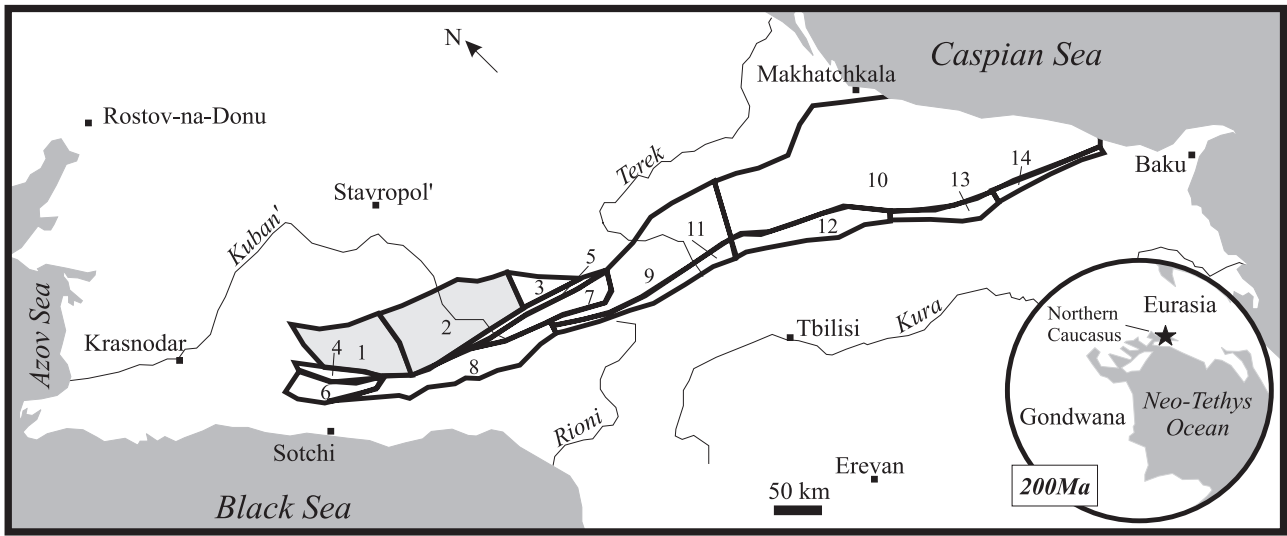 N
Caspian Sea
Makhatchkala
Rostov-na-Donu
Terek
Stavropol'
Baku
14
10
13
Kuban'
11
12
5
3
9
7
2
Azov Sea
Krasnodar
4
1
8
6
Tbilisi
Kura
Eurasia
Northern
Caucasus
Neo-Tethys
Ocean
Gondwana
200Ma
Rioni
Sotchi
Erevan
50 km
Black Sea